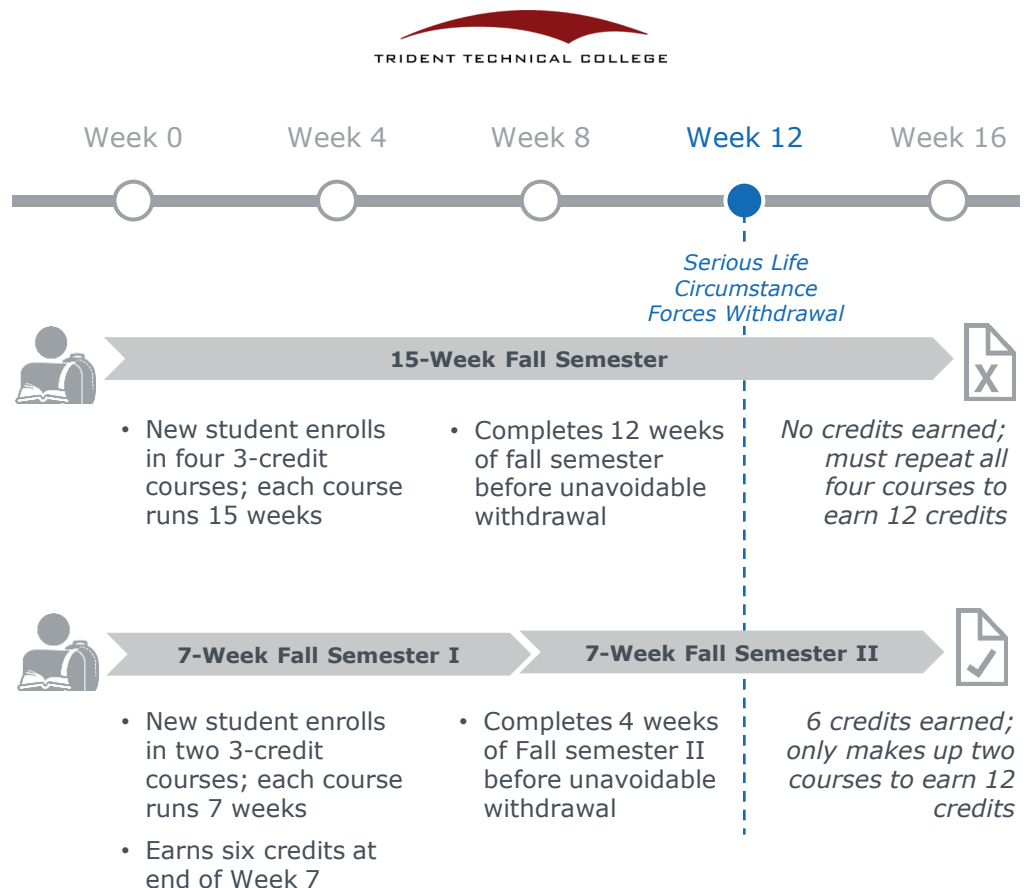 TRIDENT TECHNICAL COLLEGE
Week 0
Week 4
Week 8
Week 12
Week 16
Serious Life
Circumstance
Forces Withdrawal
15-Week Fall Semester
X
• New student enrolls
in four 3-credit
courses; each course
runs 15 weeks
• Completes 12 weeks
of fall semester
before unavoidable
withdrawal
No credits earned;
must repeat all
four courses to
earn 12 credits
7-Week Fall Semester I
7-Week Fall Semester II
• New student enrolls
in two 3-credit
courses; each course
runs 7 weeks
• Earns six credits at
end of Week 7
• Completes 4 weeks
of Fall semester II
before unavoidable
withdrawal
6 credits earned;
only makes up two
courses to earn 12
credits